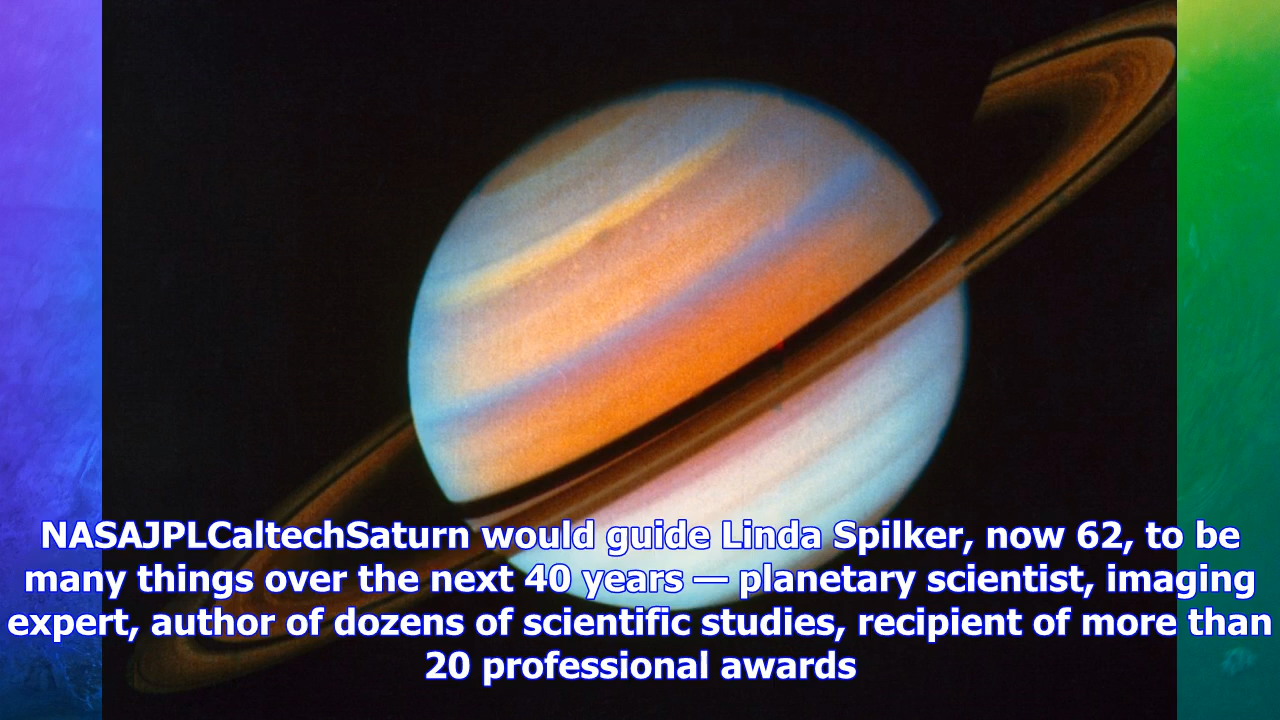 NASAJPLCaltechSaturn would guide Linda Spilker, now 62, to be
many things over the next 40 years — planetary scientist, imaging
expert, author of dozens of scientific studies, recipient of more than
20 professional awards